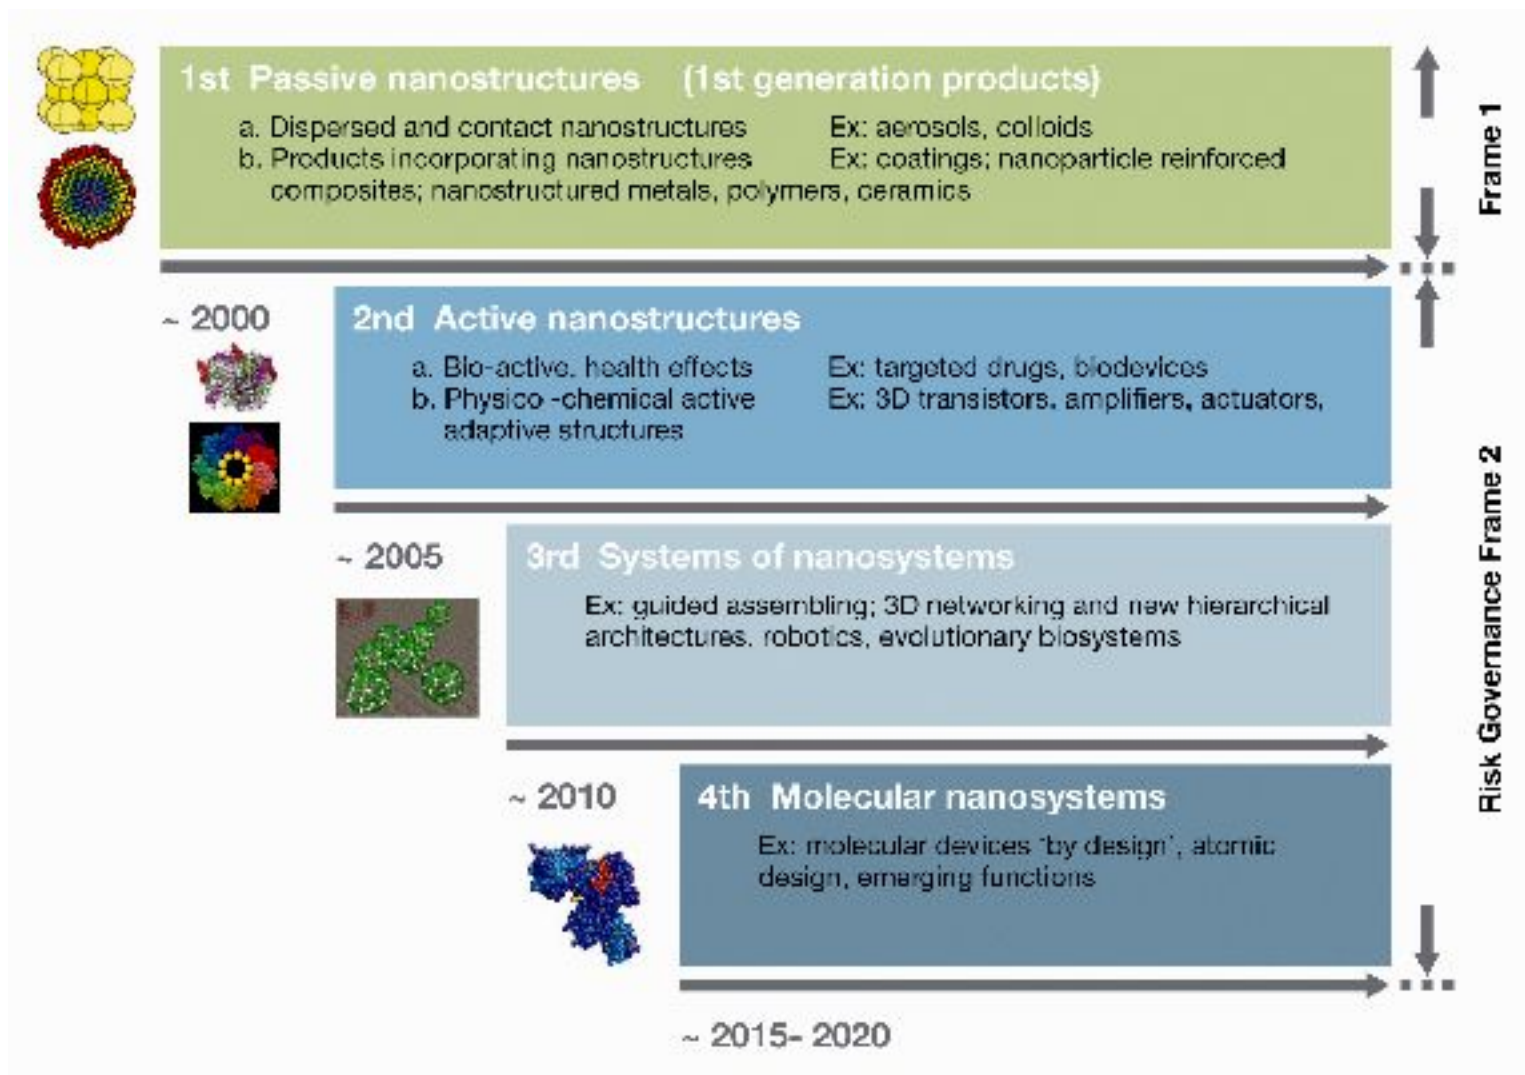 1st Passive nanostructures (1st generation products)
a. Dispersed and contact nanostructures Ex: aerosols, colloids
b. Products incorporating nanostructures Ex: coatings; nanoparticle reinforced
composites; nanostructured metals, polymers, ceramics
Frame 1
~ 2000
2nd Active nanostructures
a. Bio-active, health effects Ex: targeted drugs, biodevices
b. Physico -chemical active Ex: 3D transistors, amplifiers, actuators,
adaptive structures
~ 2005
3rd Systems of nanosystems
Ex: guided assembling; 3D networking and new hierarchical
architectures, robotics, evolutionary biosystems
Risk Governance Frame 2
~ 2010
4th Molecular nanosystems
Ex: molecular devices 'by design', atomic
design, emerging functions
~ 2015- 2020